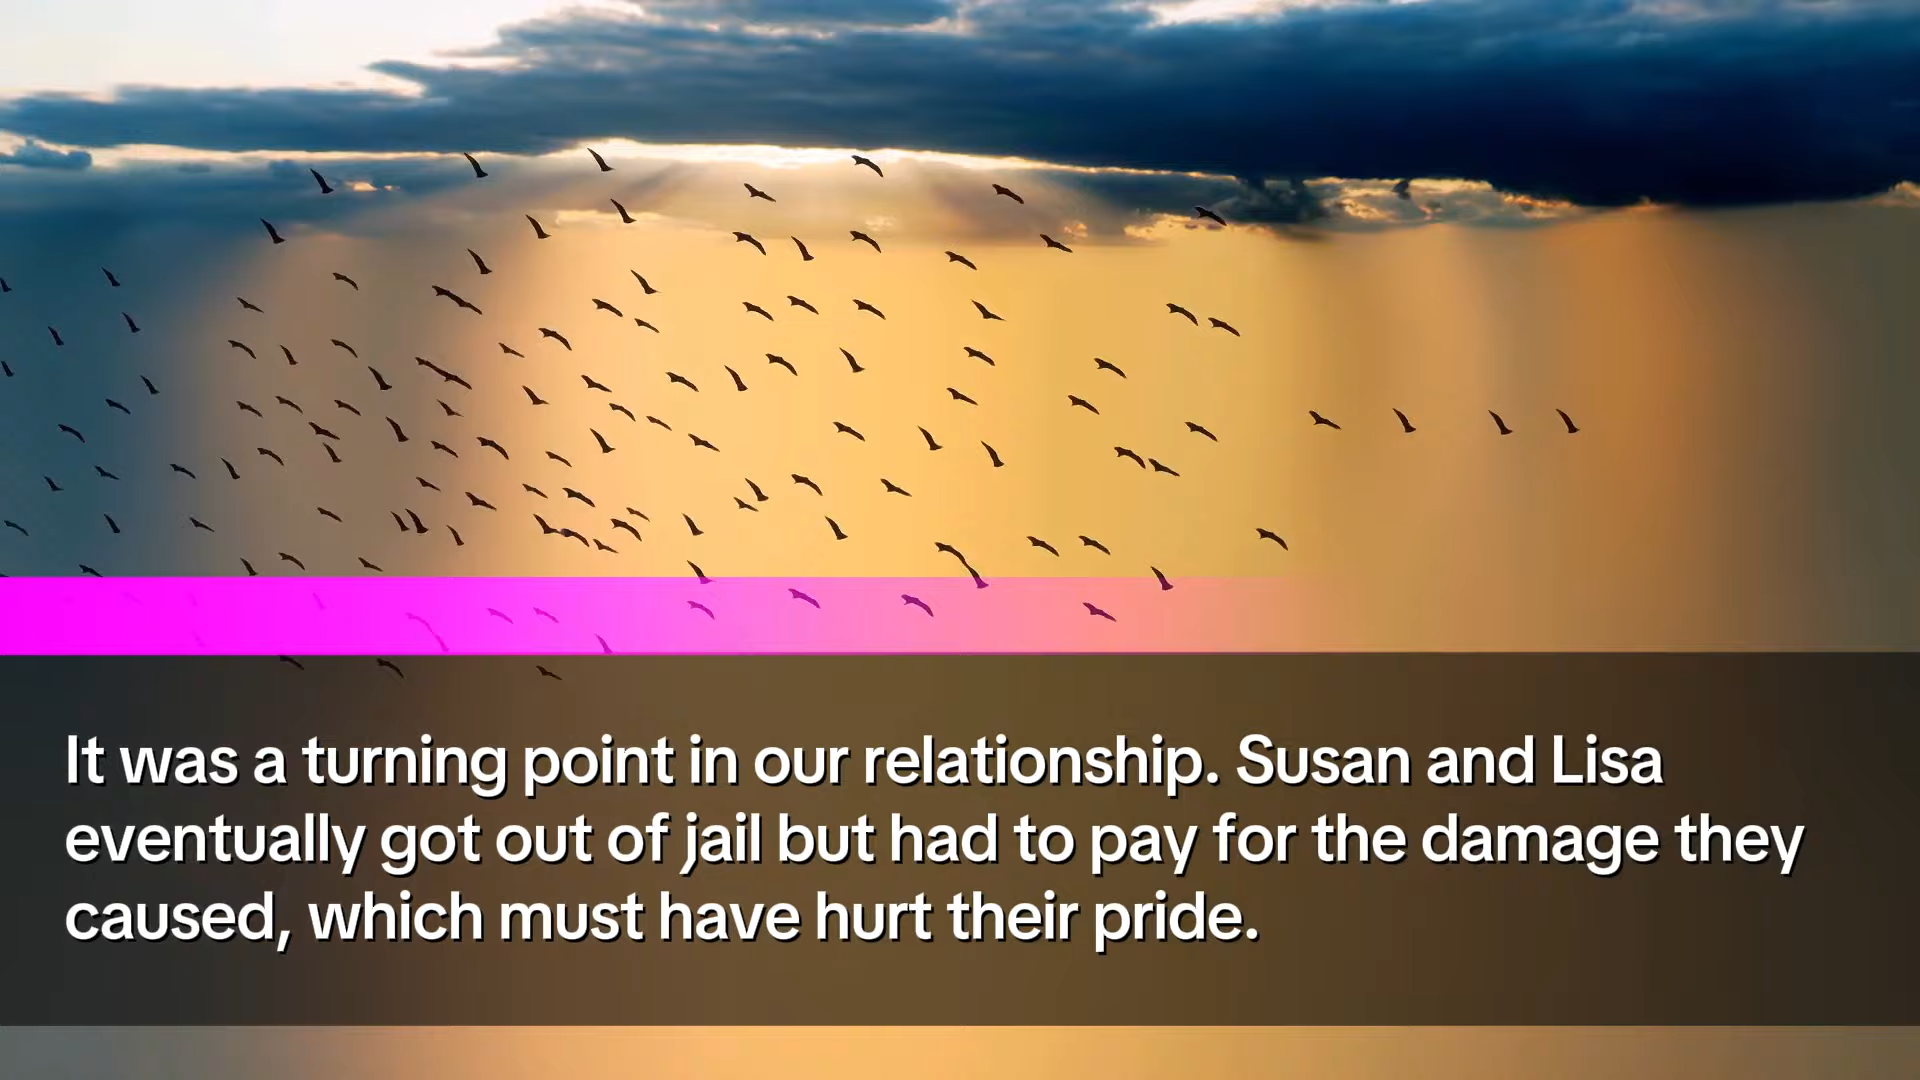 It was a turning point in our relationship. Susan and Lisa
eventually got out of jail but had to pay for the damage they
caused, which must have hurt their pride.